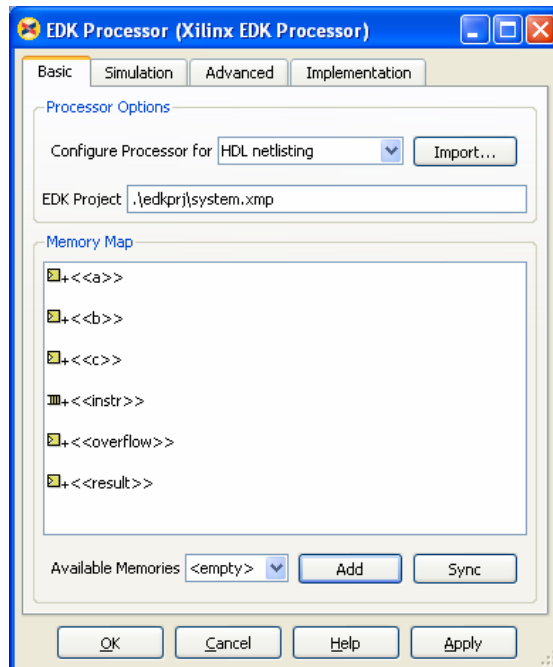 EDK Processor (Xilinx EDK Processor)
Basic Simulation Advanced Implementation
Processor Options
Configure Processor for HDL netlisting Import...
EDK Project .\edkprj\system.xmp
Memory Map
+<<a>>
+<<b>>
+<<c>>
+<<instr>>
+<<overflow>>
+<<result>>
Available Memories <empty> Add Sync
OK Cancel Help Apply